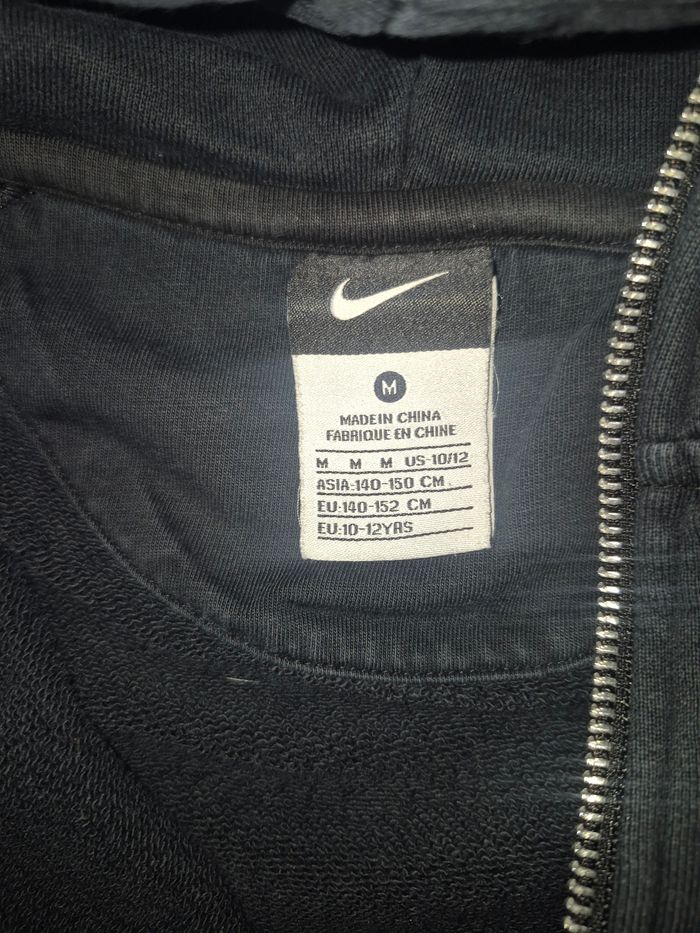 M
MADE IN CHINA
FABRIQUE EN CHINE
M M M US-10/12
ASIA:140-150 CM
EU:140-152 CM
EU:10-12YRS